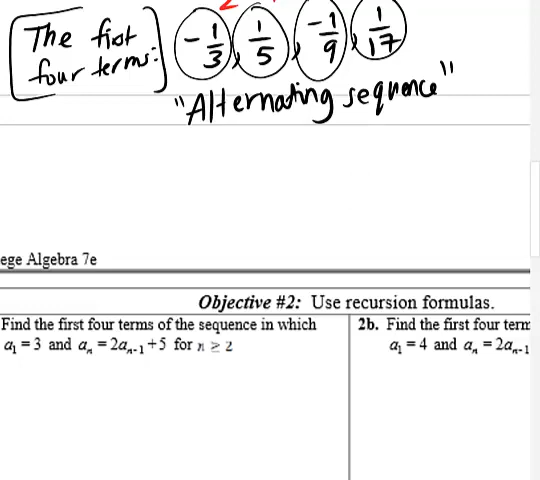 The first four terms: -1/3, 1/5, -1/9, 1/17
"Alternating sequence"
ege Algebra 7e
Objective #2: Use recursion formulas.
Find the first four terms of the sequence in which
a₁ = 3 and aₙ = 2aₙ₋₁ + 5 for n ≥ 2
2b. Find the first four term
a₁ = 4 and aₙ = 2aₙ₋₁